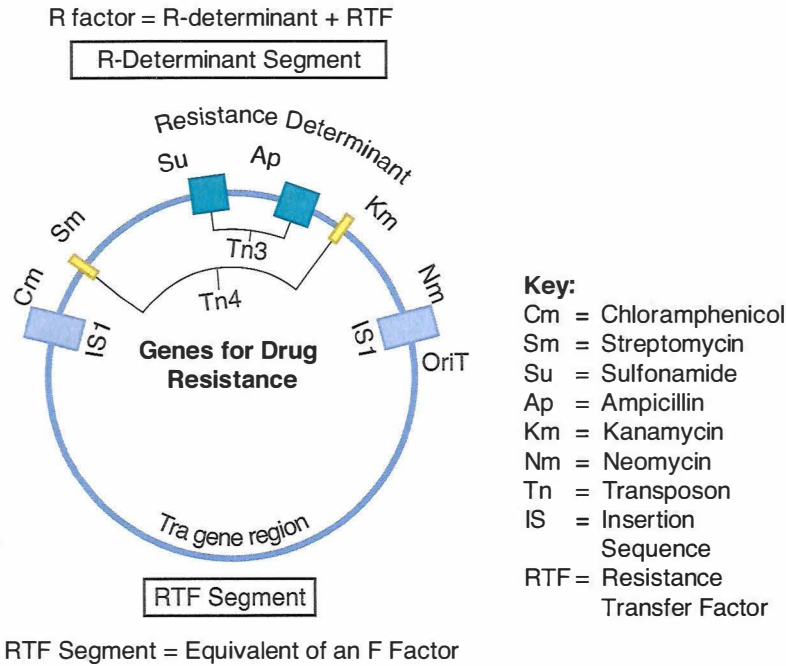 R factor = R-determinant + RTF
R-Determinant Segment
Resistance Determinant
Su
Ap
Sm
Km
Tn3
Tn4
Cm
Nm
IS1
IS1
OriT
Genes for Drug
Resistance
Tra gene region
RTF Segment
RTF Segment = Equivalent of an F Factor
Key:
Cm = Chloramphenicol
Sm = Streptomycin
Su = Sulfonamide
Ap = Ampicillin
Km = Kanamycin
Nm = Neomycin
Tn = Transposon
IS = Insertion
Sequence
RTF = Resistance
Transfer Factor